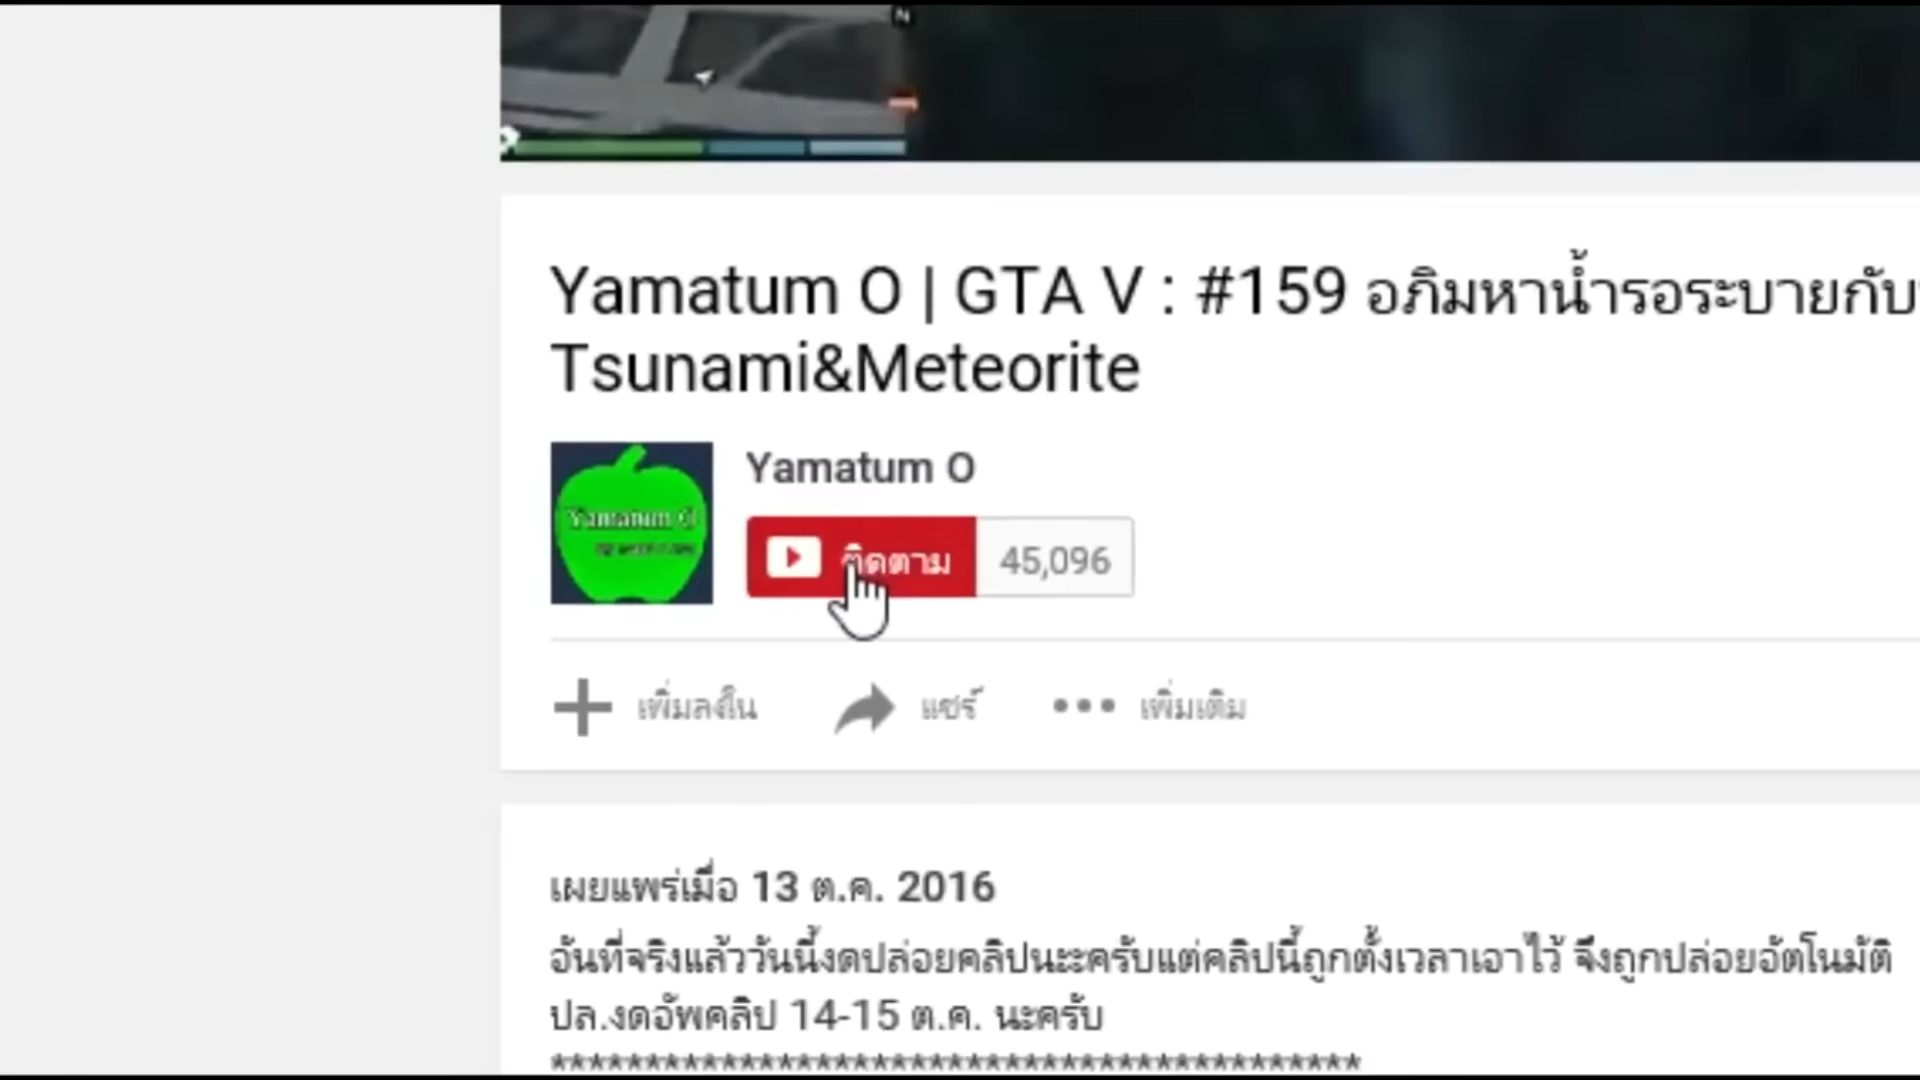 N
Yamatum O | GTA V : #159 อภิมหาน้ำรอระบายกับ
Tsunami&Meteorite
Yamatum O
Yamatum O
ติดตาม 45,096
เพิ่มลงใน แชร์ เพิ่มเติม
เผยแพร่เมื่อ 13 ต.ค. 2016
อันที่จริงแล้ววันนี้งดปล่อยคลิปนะะครับแต่คลิปนี้ถูกตั้งเวลาเอาไว้ จึงถูกปล่อยอัตโนมัติ
ปล.งดอัพคลิป 14-15 ต.ค. นะครับ
********************************************